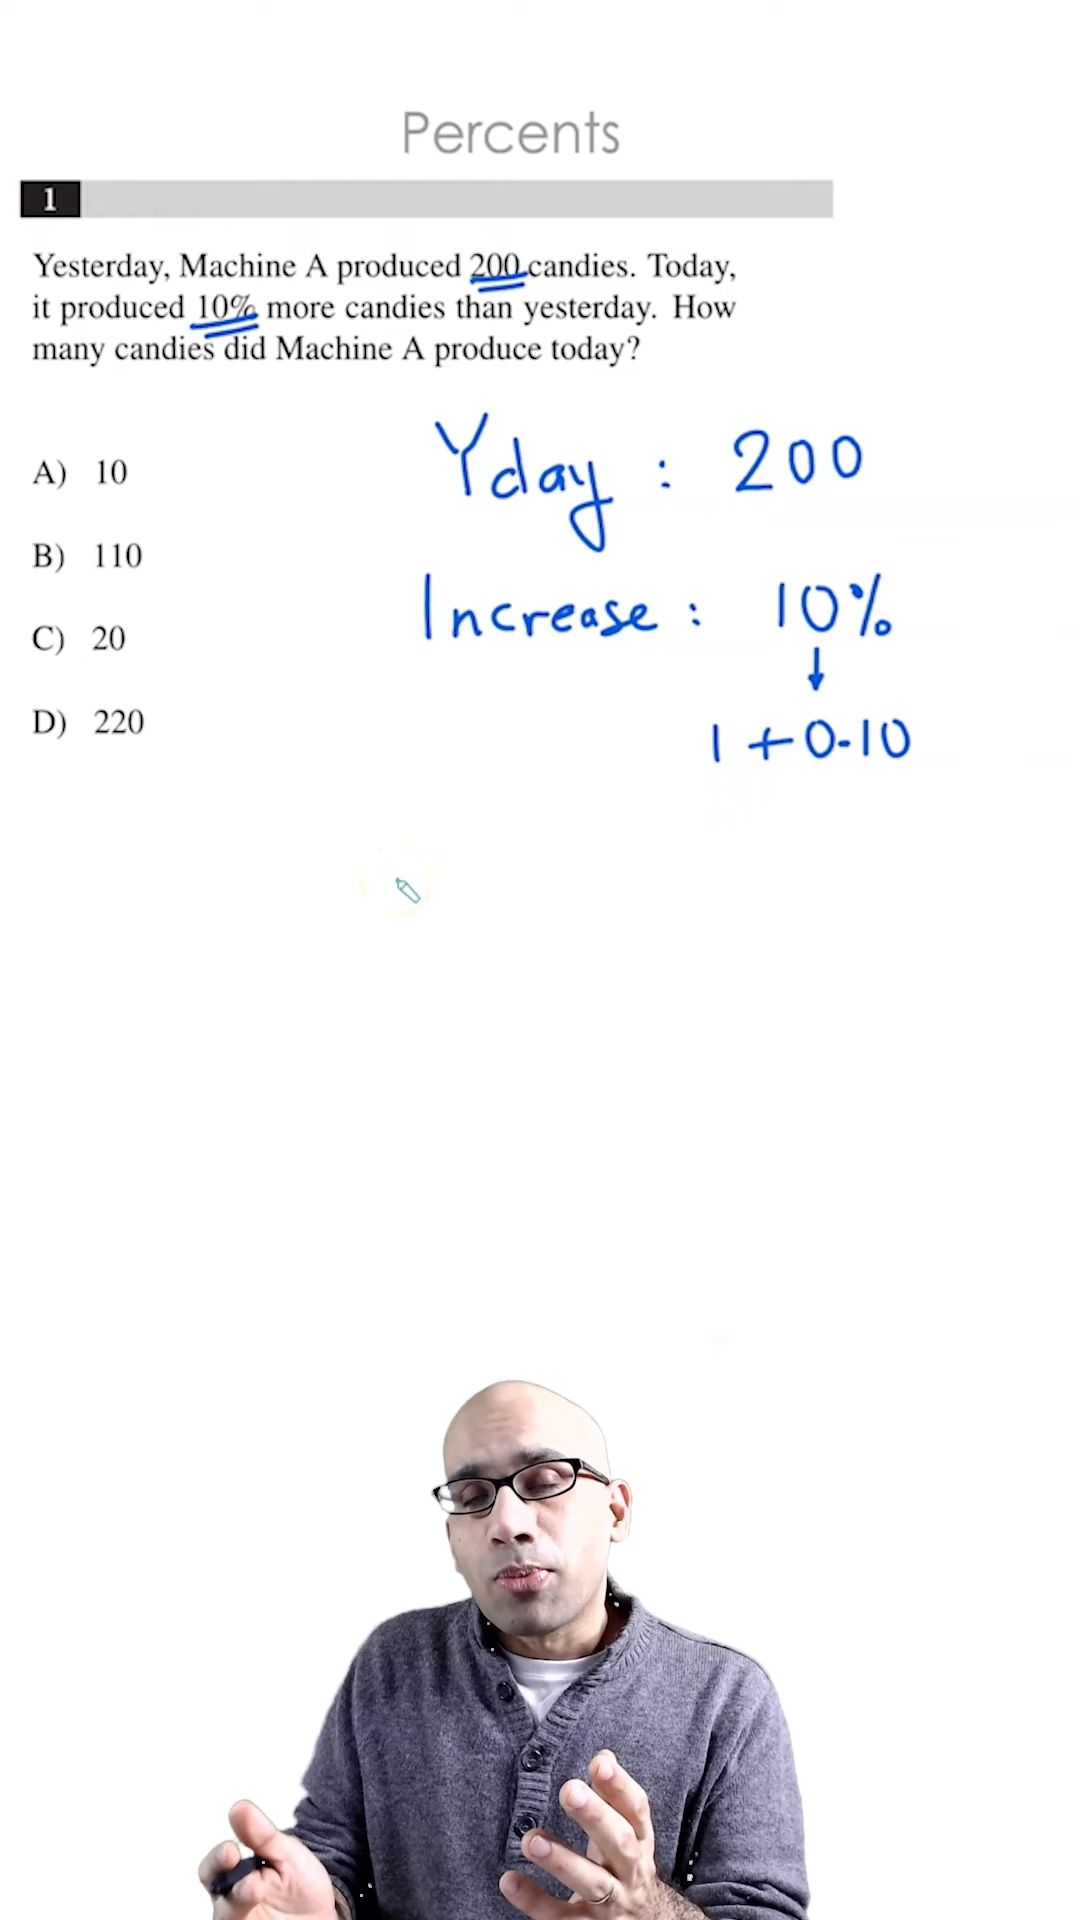 Percents
1
Yesterday, Machine A produced 200 candies. Today,
it produced 10% more candies than yesterday. How
many candies did Machine A produce today?
Yday : 200
A) 10
B) 110
Increase : 10%
C) 20
D) 220
1 + 0.10